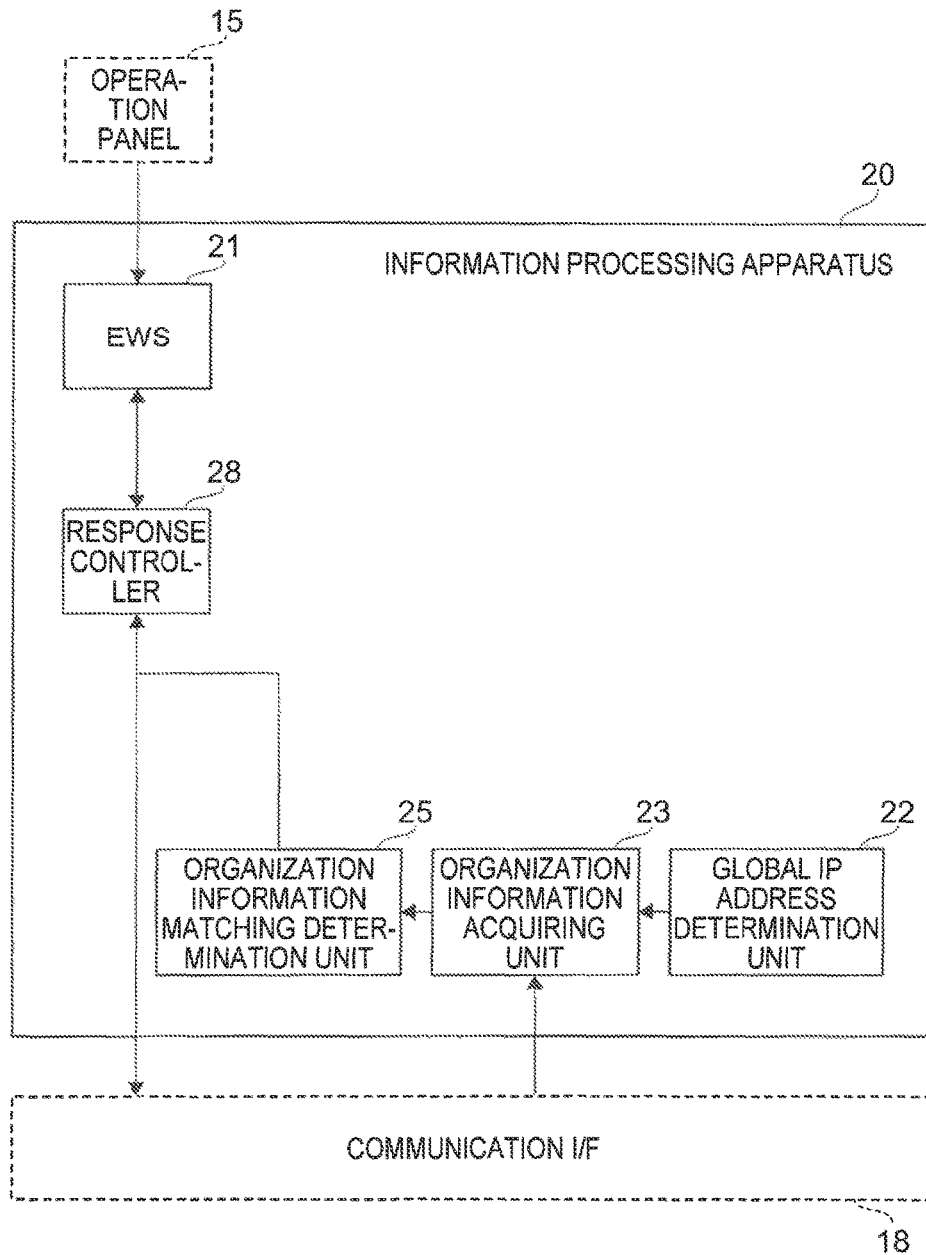 15
OPERA-
TION
PANEL
20
INFORMATION PROCESSING APPARATUS
21
EWS
28
RESPONSE
CONTROL-
LER
25
ORGANIZATION
INFORMATION
MATCHING DETER-
MINATION UNIT
23
ORGANIZATION
INFORMATION
ACQUIRING
UNIT
22
GLOBAL IP
ADDRESS
DETERMINATION
UNIT
COMMUNICATION I/F
18